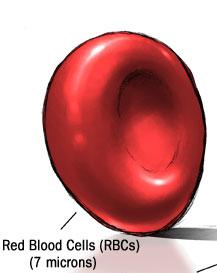 Red Blood Cells (RBCs)
(7 microns)